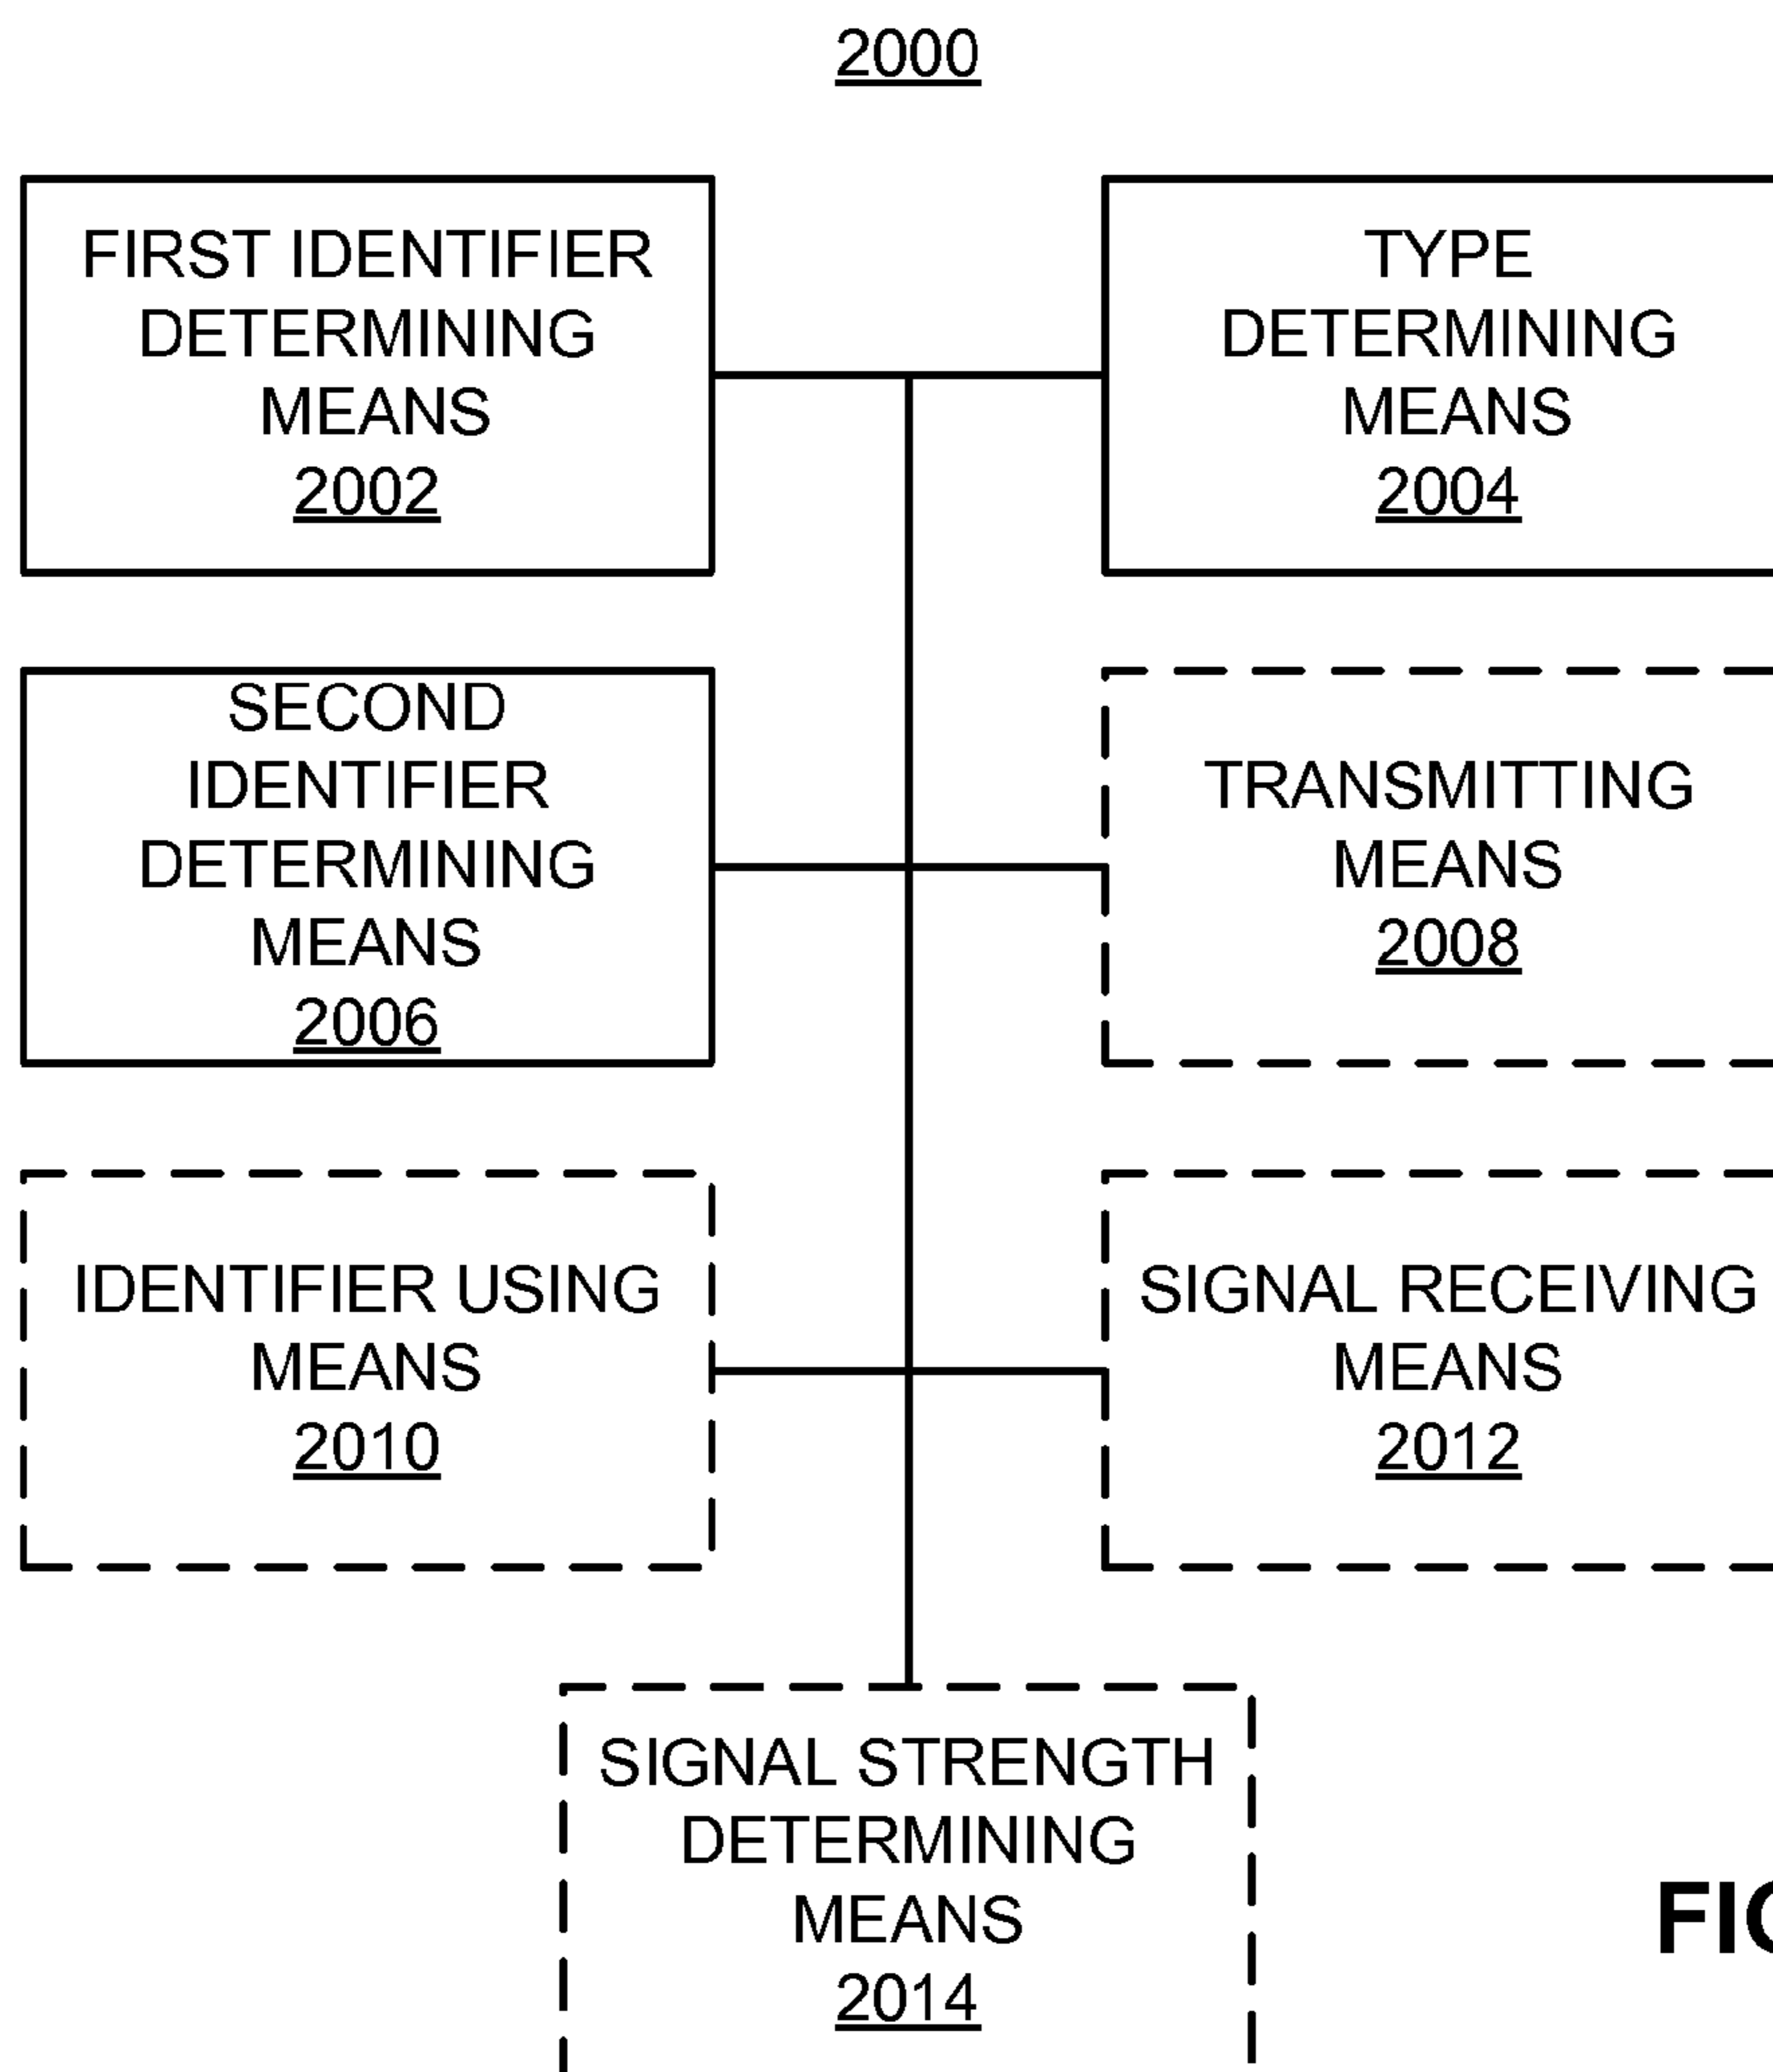 2000
FIRST IDENTIFIER
DETERMINING
MEANS
2002
TYPE
DETERMINING
MEANS
2004
SECOND
IDENTIFIER
DETERMINING
MEANS
2006
TRANSMITTING
MEANS
2008
IDENTIFIER USING
MEANS
2010
SIGNAL RECEIVING
MEANS
2012
SIGNAL STRENGTH
DETERMINING
MEANS
2014